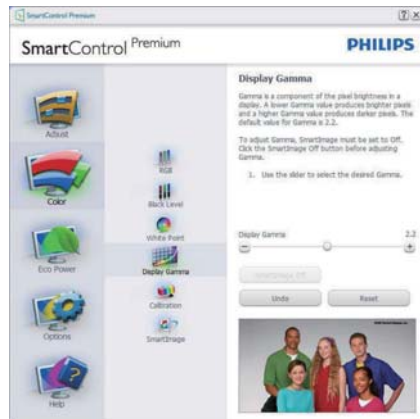 SmartControl Premium
SmartControl Premium
PHILIPS
Adjust
Color
Eco Power
Options
Help
RGB
Black Level
White Point
Display Gamma
Calibration
SmartImage
Display Gamma
Gamma is a component of the pixel brightness in a
display. A lower Gamma value produces brighter pixels
and a higher Gamma value produces darker pixels. The
default value for Gamma is 2.2.
To adjust Gamma, SmartImage must be set to Off.
Click the SmartImage Off button before adjusting
Gamma.
1. Use the slider to select the desired Gamma.
Display Gamma 2.2
SmartImage Off
Undo Reset